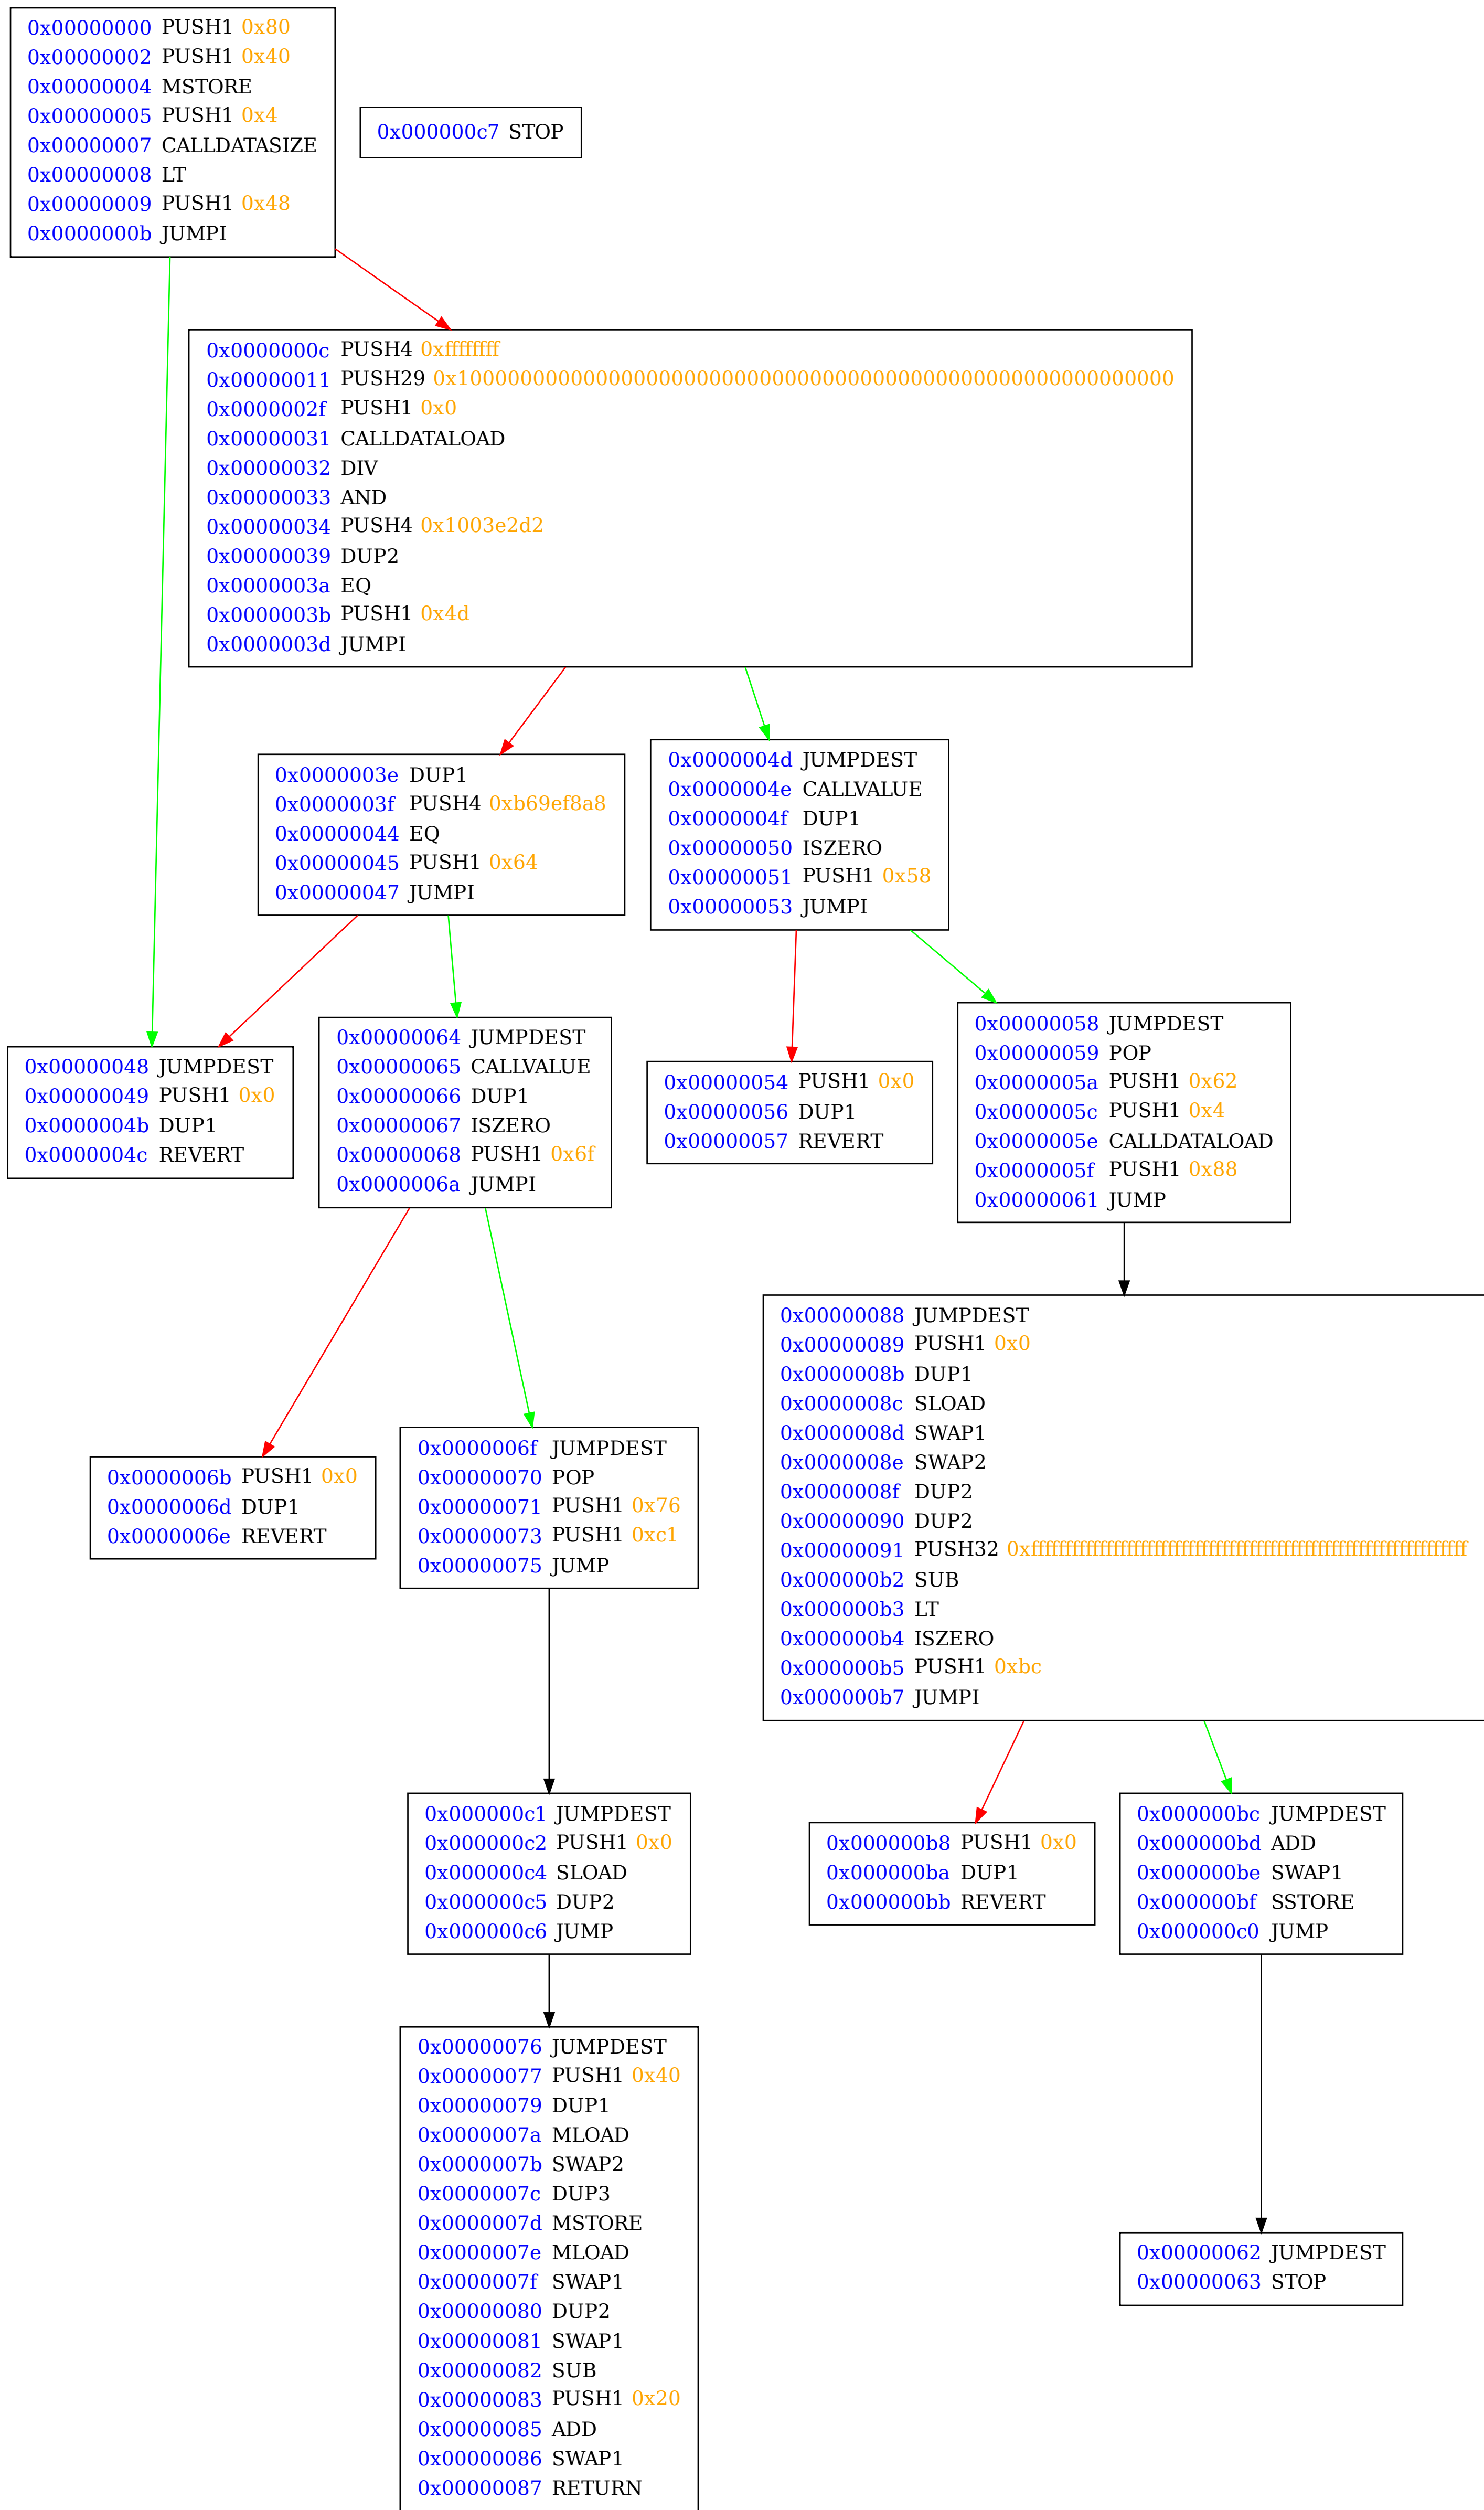 0x00000000 PUSH1 0x80
0x00000002 PUSH1 0x40
0x00000004 MSTORE
0x00000005 PUSH1 0x4
0x00000007 CALLDATASIZE
0x00000008 LT
0x00000009 PUSH1 0x48
0x0000000b JUMPI
0x000000c7 STOP
0x0000000c PUSH4 0xffffffff
0x00000011 PUSH29 0x100000000000000000000000000000000000000000000000000000000
0x0000002f PUSH1 0x0
0x00000031 CALLDATALOAD
0x00000032 DIV
0x00000033 AND
0x00000034 PUSH4 0x1003e2d2
0x00000039 DUP2
0x0000003a EQ
0x0000003b PUSH1 0x4d
0x0000003d JUMPI
0x0000003e DUP1
0x0000003f PUSH4 0xb69ef8a8
0x00000044 EQ
0x00000045 PUSH1 0x64
0x00000047 JUMPI
0x0000004d JUMPDEST
0x0000004e CALLVALUE
0x0000004f DUP1
0x00000050 ISZERO
0x00000051 PUSH1 0x58
0x00000053 JUMPI
0x00000048 JUMPDEST
0x00000049 PUSH1 0x0
0x0000004b DUP1
0x0000004c REVERT
0x00000064 JUMPDEST
0x00000065 CALLVALUE
0x00000066 DUP1
0x00000067 ISZERO
0x00000068 PUSH1 0x6f
0x0000006a JUMPI
0x00000054 PUSH1 0x0
0x00000056 DUP1
0x00000057 REVERT
0x00000058 JUMPDEST
0x00000059 POP
0x0000005a PUSH1 0x62
0x0000005c PUSH1 0x4
0x0000005e CALLDATALOAD
0x0000005f PUSH1 0x88
0x00000061 JUMP
0x0000006b PUSH1 0x0
0x0000006d DUP1
0x0000006e REVERT
0x0000006f JUMPDEST
0x00000070 POP
0x00000071 PUSH1 0x76
0x00000073 PUSH1 0xc1
0x00000075 JUMP
0x00000088 JUMPDEST
0x00000089 PUSH1 0x0
0x0000008b DUP1
0x0000008c SLOAD
0x0000008d SWAP1
0x0000008e SWAP2
0x0000008f DUP2
0x00000090 DUP2
0x00000091 PUSH32 0xffffffffffffffffffffffffffffffffffffffffffffffffffffffffffffffff
0x000000b2 SUB
0x000000b3 LT
0x000000b4 ISZERO
0x000000b5 PUSH1 0xbc
0x000000b7 JUMPI
0x000000c1 JUMPDEST
0x000000c2 PUSH1 0x0
0x000000c4 SLOAD
0x000000c5 DUP2
0x000000c6 JUMP
0x000000b8 PUSH1 0x0
0x000000ba DUP1
0x000000bb REVERT
0x000000bc JUMPDEST
0x000000bd ADD
0x000000be SWAP1
0x000000bf SSTORE
0x000000c0 JUMP
0x00000076 JUMPDEST
0x00000077 PUSH1 0x40
0x00000079 DUP1
0x0000007a MLOAD
0x0000007b SWAP2
0x0000007c DUP3
0x0000007d MSTORE
0x0000007e MLOAD
0x0000007f SWAP1
0x00000080 DUP2
0x00000081 SWAP1
0x00000082 SUB
0x00000083 PUSH1 0x20
0x00000085 ADD
0x00000086 SWAP1
0x00000087 RETURN
0x00000062 JUMPDEST
0x00000063 STOP